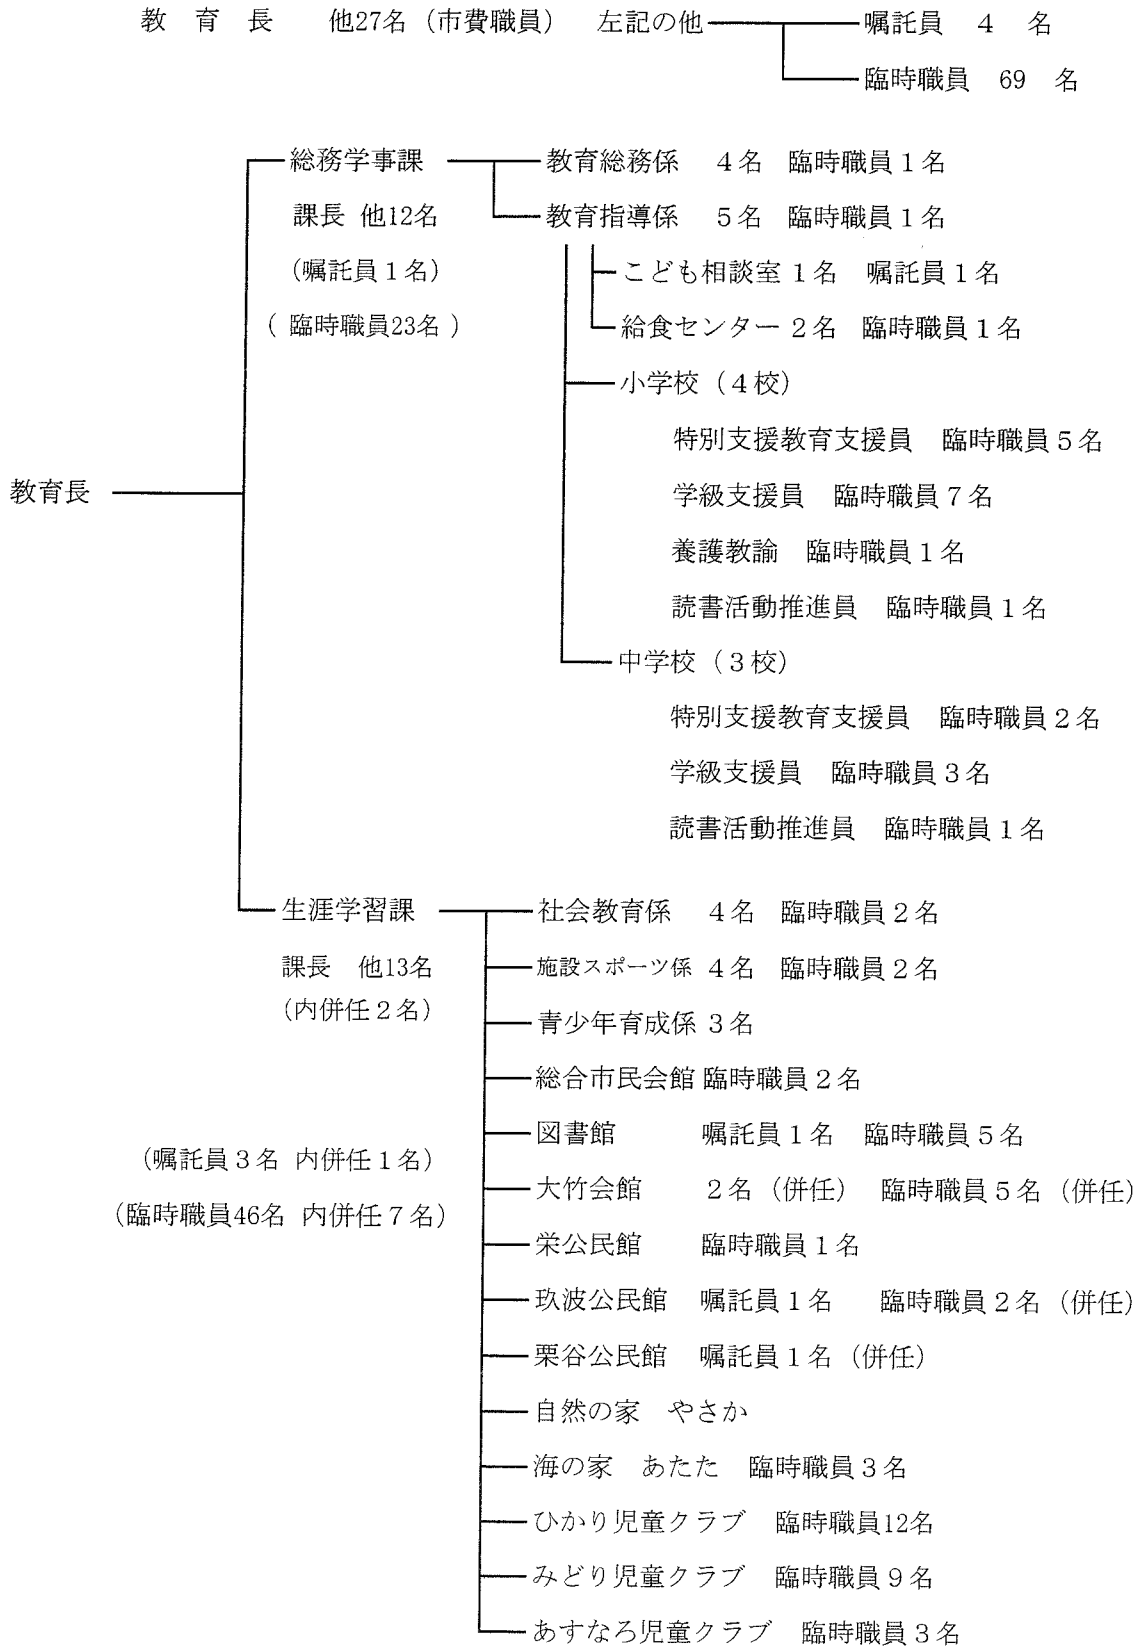 教　育　長　　他27名（市費職員）　左記の他　嘱託員　４　名
臨時職員　69　名
総務学事課　教育総務係　４名　臨時職員１名
課長 他12名　教育指導係　５名　臨時職員１名
（嘱託員１名）　こども相談室 １名　嘱託員１名
（ 臨時職員23名 ）　給食センター ２名　臨時職員１名
小学校（４校）
特別支援教育支援員　臨時職員５名
教育長　学級支援員　臨時職員７名
養護教諭　臨時職員１名
読書活動推進員　臨時職員１名
中学校（３校）
特別支援教育支援員　臨時職員２名
学級支援員　臨時職員３名
読書活動推進員　臨時職員１名
生涯学習課　社会教育係　４名　臨時職員２名
課長　他13名　施設スポーツ係 ４名　臨時職員２名
（内併任２名）　青少年育成係 ３名
総合市民会館 臨時職員２名
図書館　嘱託員１名　臨時職員５名
（嘱託員３名 内併任１名）　大竹会館　２名（併任）　臨時職員５名（併任）
（臨時職員46名 内併任７名）　栄公民館　臨時職員１名
玖波公民館　嘱託員１名　臨時職員２名（併任）
栗谷公民館　嘱託員１名（併任）
自然の家　やさか
海の家　あたた　臨時職員３名
ひかり児童クラブ　臨時職員12名
みどり児童クラブ　臨時職員９名
あすなろ児童クラブ　臨時職員３名